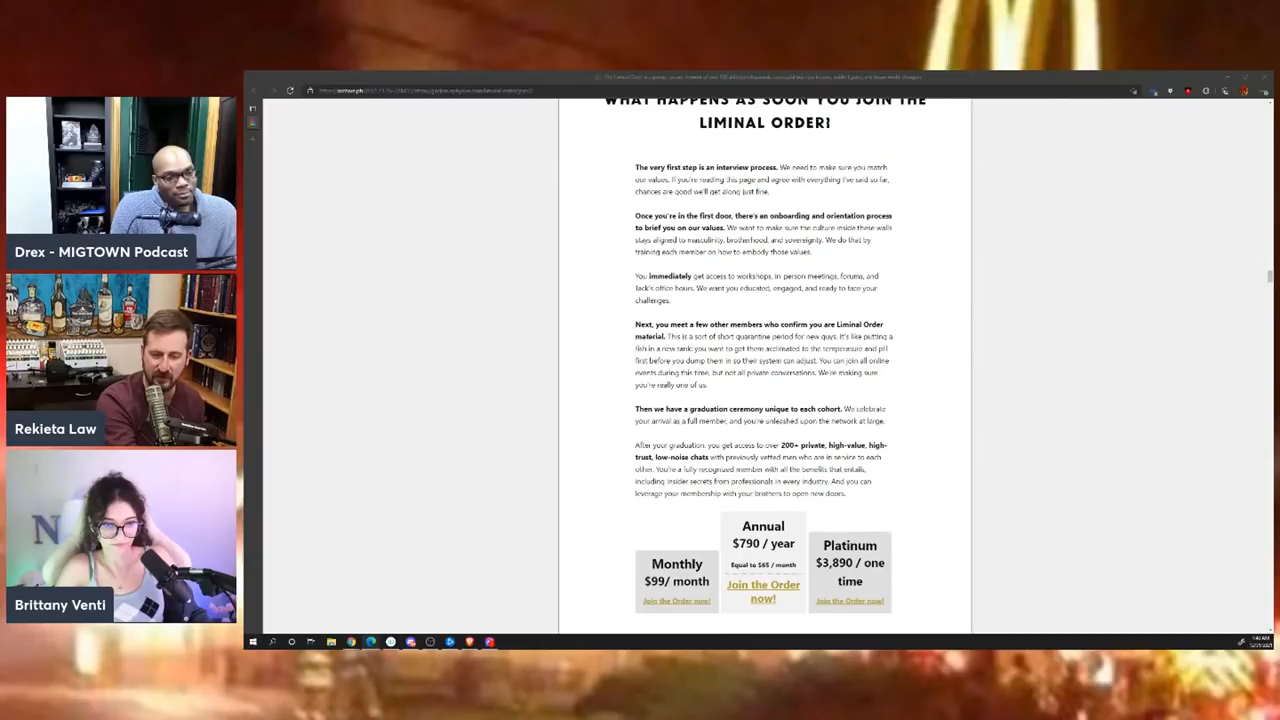 WHAT HAPPENS AS SOON YOU JOIN THE
LIMINAL ORDER?
The very first step is an interview process. We need to make sure you match
our values. If you're reading this page and agree with everything I've said so far,
chances are good we'll get along just fine.
Once you're in the first door, there's an onboarding and orientation process
to brief you on our values. We want to make sure the culture inside these walls
stays aligned to masculinity, brotherhood, and sovereignty. We do that by
training each member on how to embody those values.
You immediately get access to workshops, in person meetings, forums, and
Jack's office hours. We want you educated, engaged, and ready to face your
challenges.
Next, you meet a few other members who confirm you are Liminal Order
material. This is a sort of short quarantine period for new guys. It's like putting a
fish in a new tank: you want to get them acclimated to the temperature and pH
first before you dump them in so their system can adjust. You can join all online
events during this time, but not all private conversations. We're making sure
you're really one of us.
Then we have a graduation ceremony unique to each cohort. We celebrate
your arrival as a full member, and you're unleashed upon the network at large.
After your graduation, you get access to over 200+ private, high-value, high-
trust, low-noise chats with previously vetted men who are in service to each
other. You're a fully recognized member with all the benefits that entails,
including insider secrets from professionals in every industry. And you can
leverage your membership with your brothers to open new doors.
Monthly
$99/ month
Join the Order now!
Annual
$790 / year
Equal to $65 / month
Join the Order
now!
Platinum
$3,890 / one
time
Join the Order now!
Drex - MIGTOWN Podcast
Rekieta Law
Brittany Venti